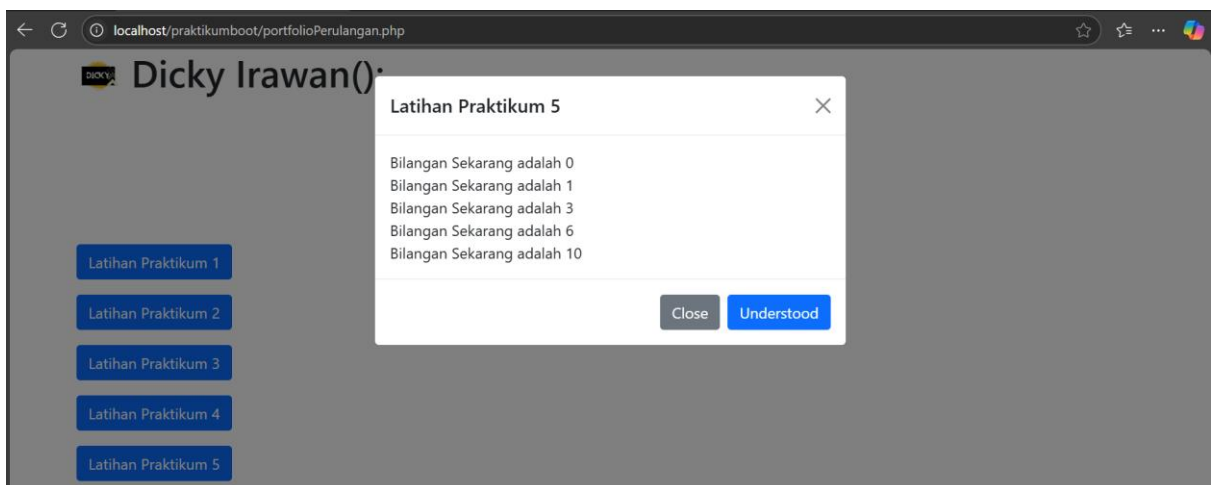 localhost/praktikumboot/portfolioPerulangan.php
DICKY
Dicky Irawan();
Latihan Praktikum 5
Bilangan Sekarang adalah 0
Bilangan Sekarang adalah 1
Bilangan Sekarang adalah 3
Bilangan Sekarang adalah 6
Bilangan Sekarang adalah 10
Close Understood
Latihan Praktikum 1
Latihan Praktikum 2
Latihan Praktikum 3
Latihan Praktikum 4
Latihan Praktikum 5